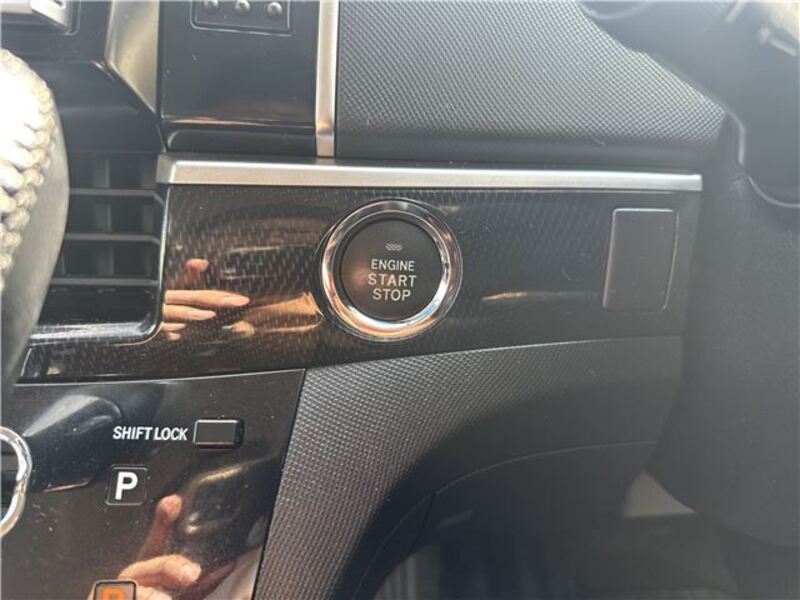 ENGINE
START
STOP
SHIFT LOCK
P
R